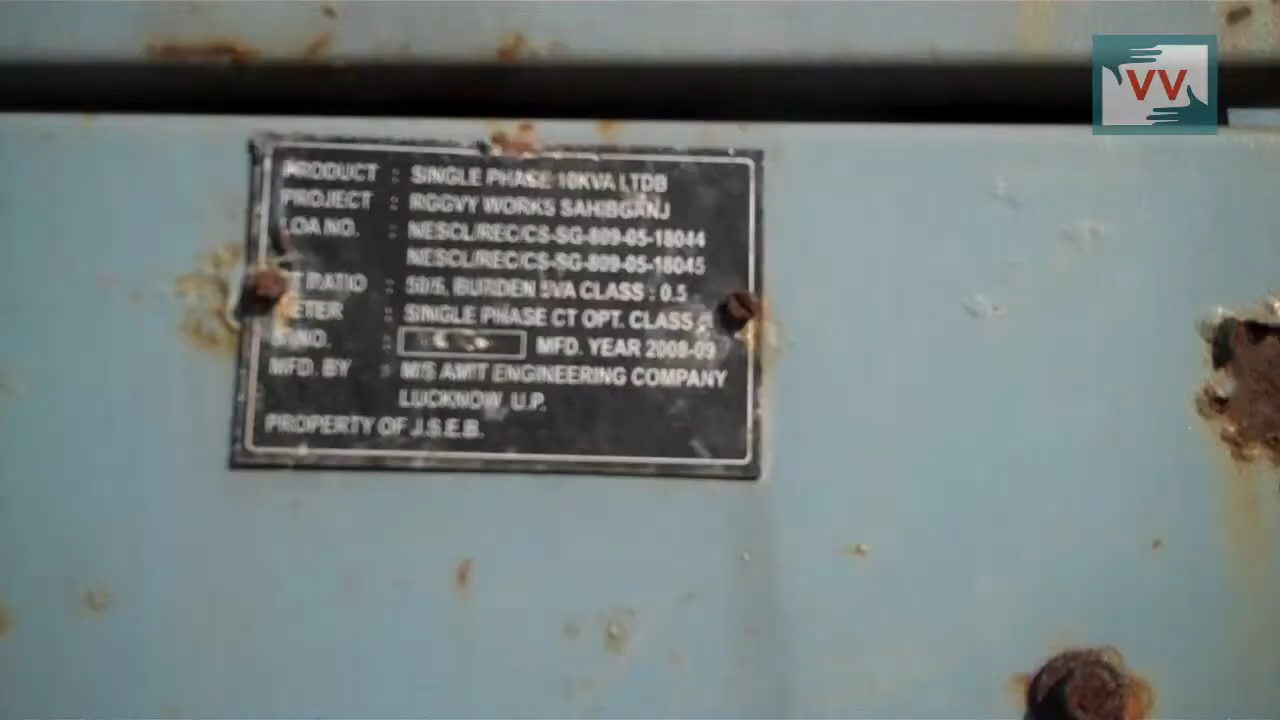 VV
PRODUCT : SINGLE PHASE 10KVA LTDB
PROJECT : RGGVY WORKS SAHIBGANJ
LOA NO. : NESCL/REC/CS-SG-809-05-18044
NESCL/REC/CS-SG-809-05-18045
RATIO : 50/5, BURDEN 5VA CLASS : 0.5
METER : SINGLE PHASE CT OPT. CLASS
NO. : MFD. YEAR 2008-09
MFD. BY : M/S AMIT ENGINEERING COMPANY
LUCKNOW, U.P.
PROPERTY OF J.S.E.B.